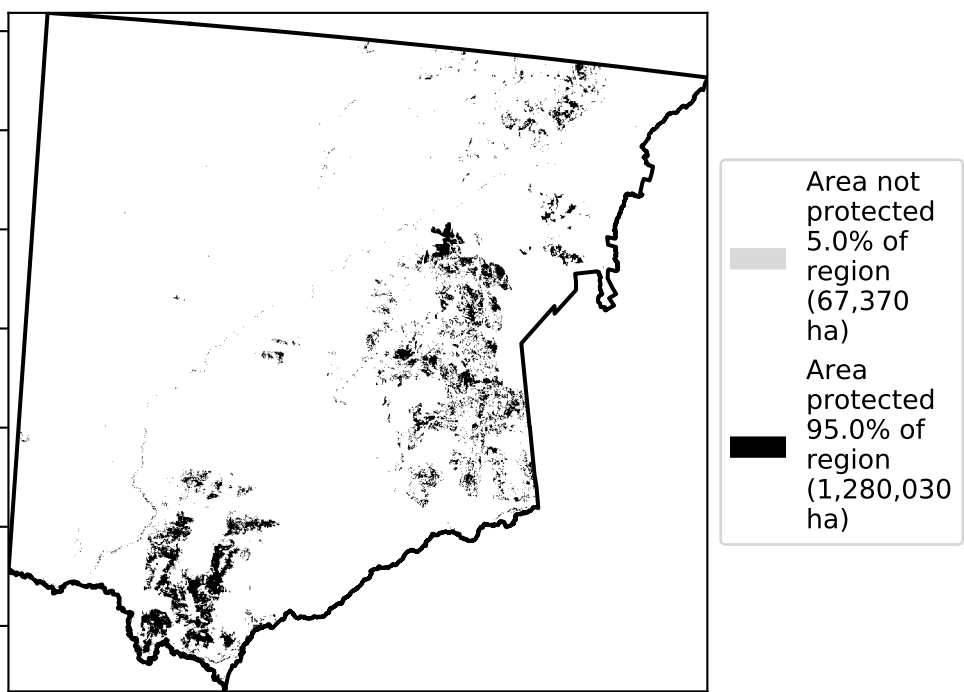 Area not
protected
5.0% of
region
(67,370
ha)
Area
protected
95.0% of
region
(1,280,030
ha)